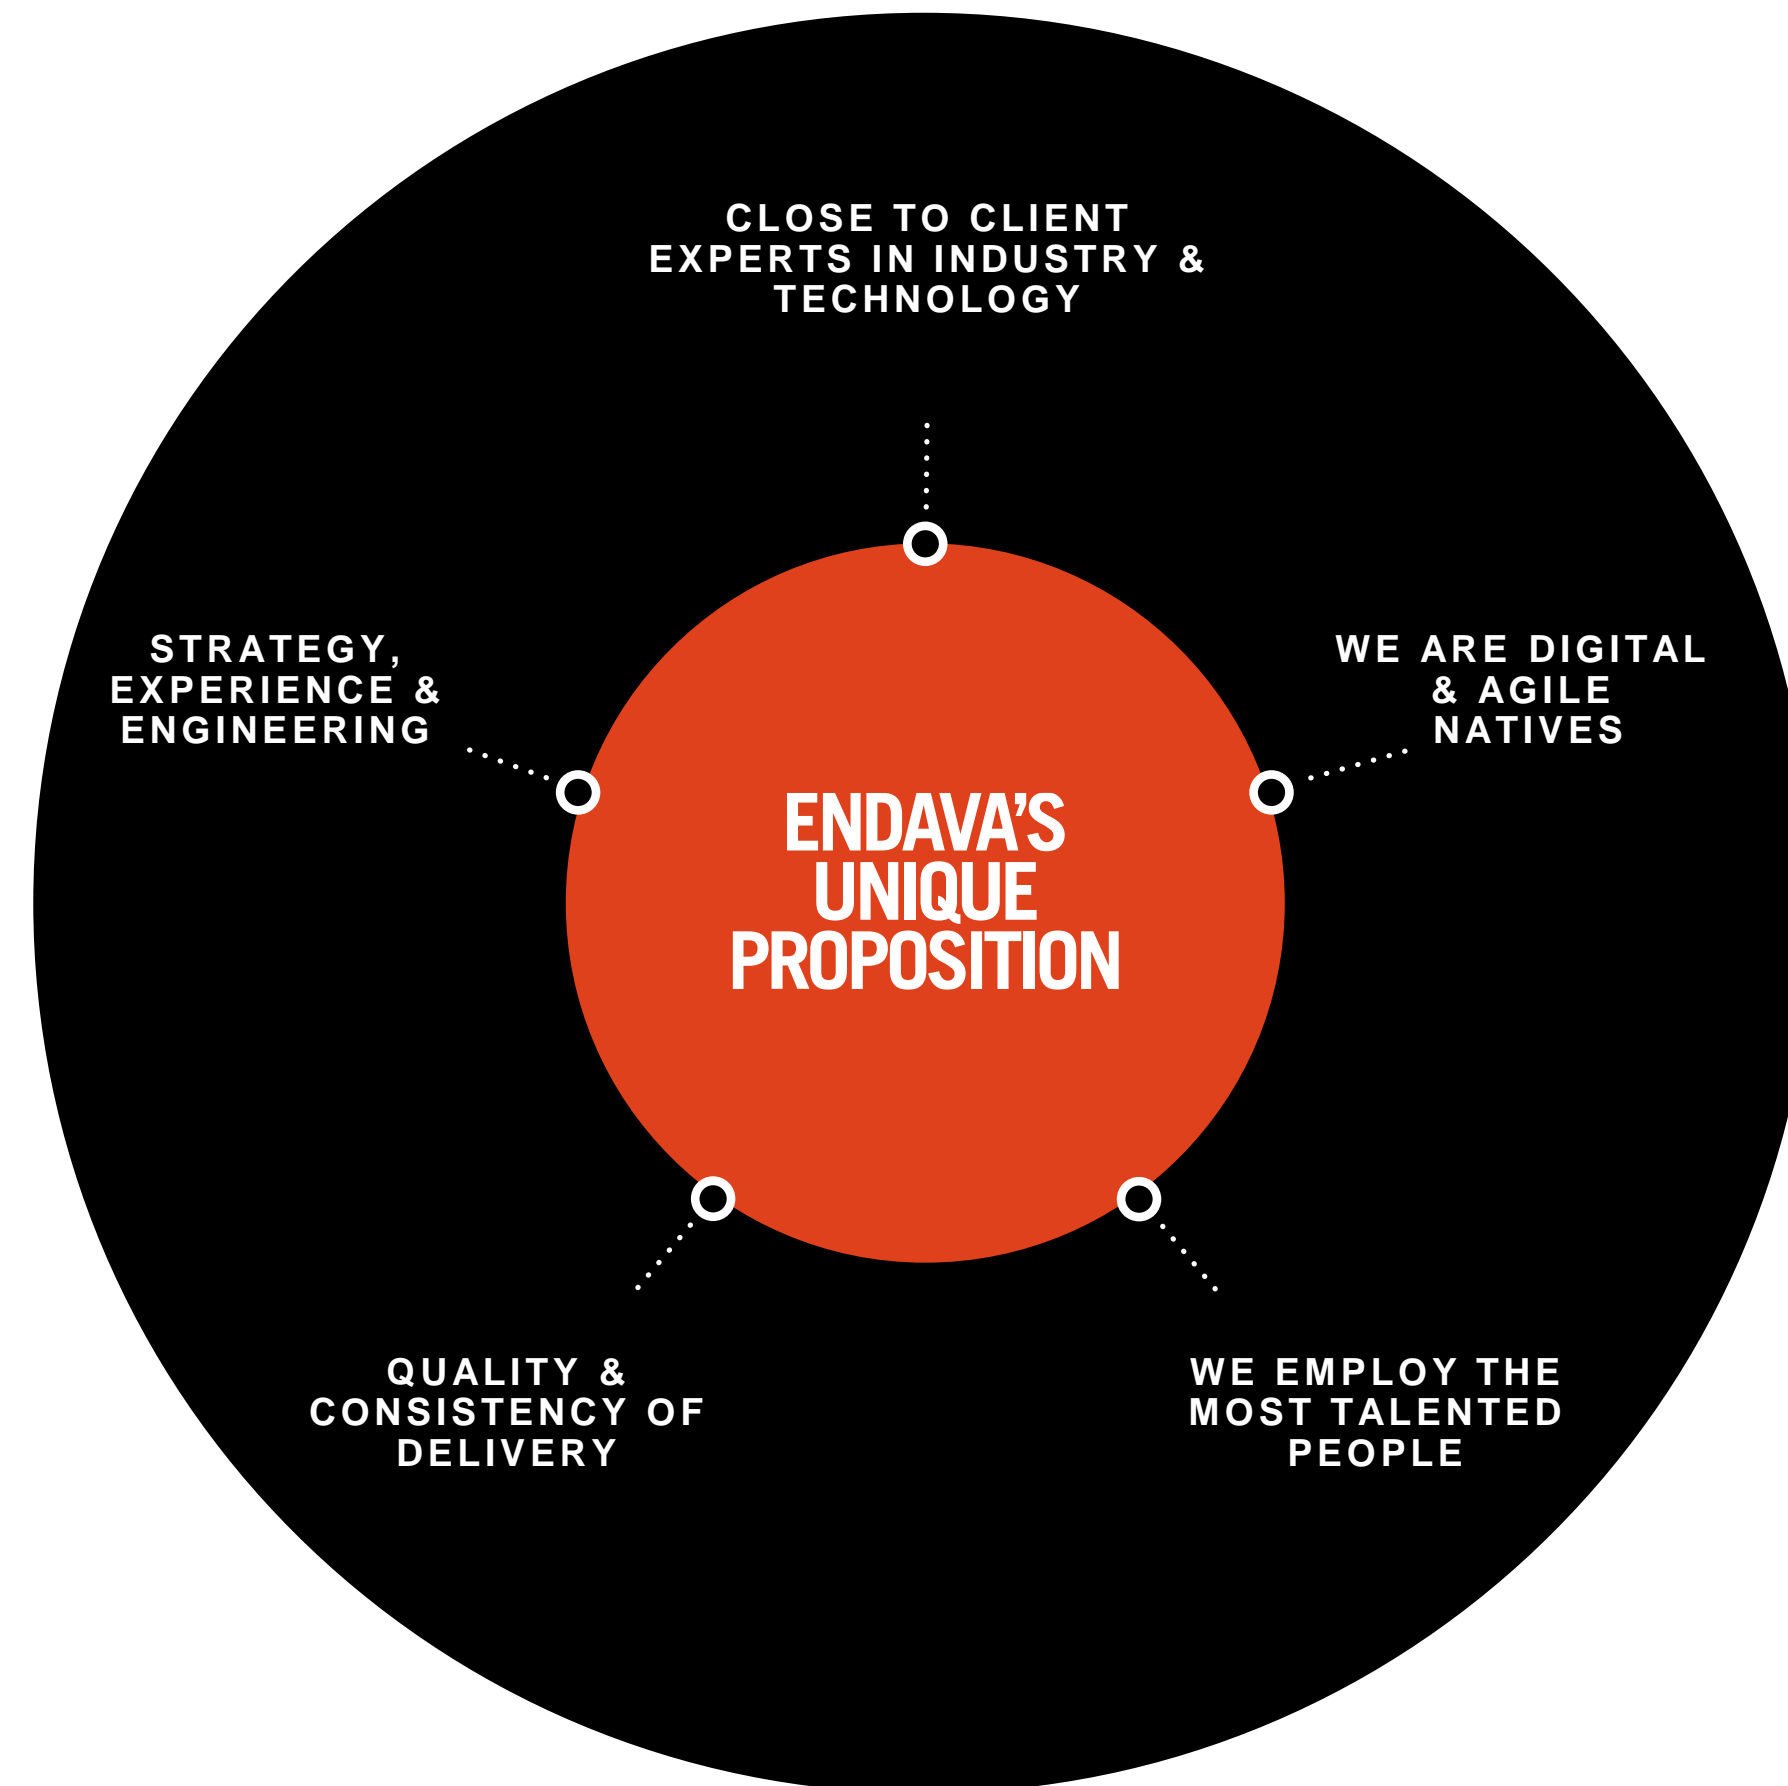 CLOSE TO CLIENT
EXPERTS IN INDUSTRY &
TECHNOLOGY
STRATEGY,
EXPERIENCE &
ENGINEERING
WE ARE DIGITAL
& AGILE
NATIVES
ENDAVA’S
UNIQUE
PROPOSITION
QUALITY &
CONSISTENCY OF
DELIVERY
WE EMPLOY THE
MOST TALENTED
PEOPLE